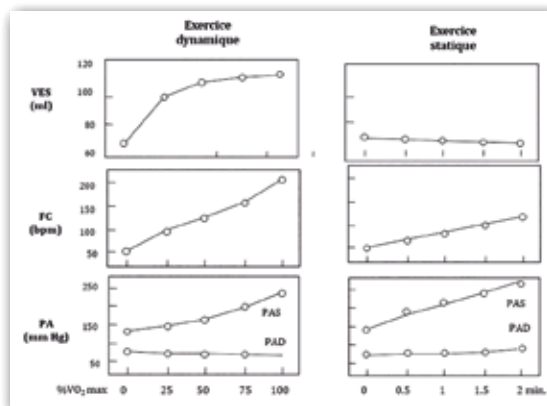 Exercice
dynamique
Exercice
statique
VES
(ml)
120
100
80
60
FC
(bpm)
200
150
100
50
PA
(mm Hg)
250
150
50
PAS
PAD
PAS
PAD
%VO₂ max 0 25 50 75 100
0 0.5 1 1.5 2 min.